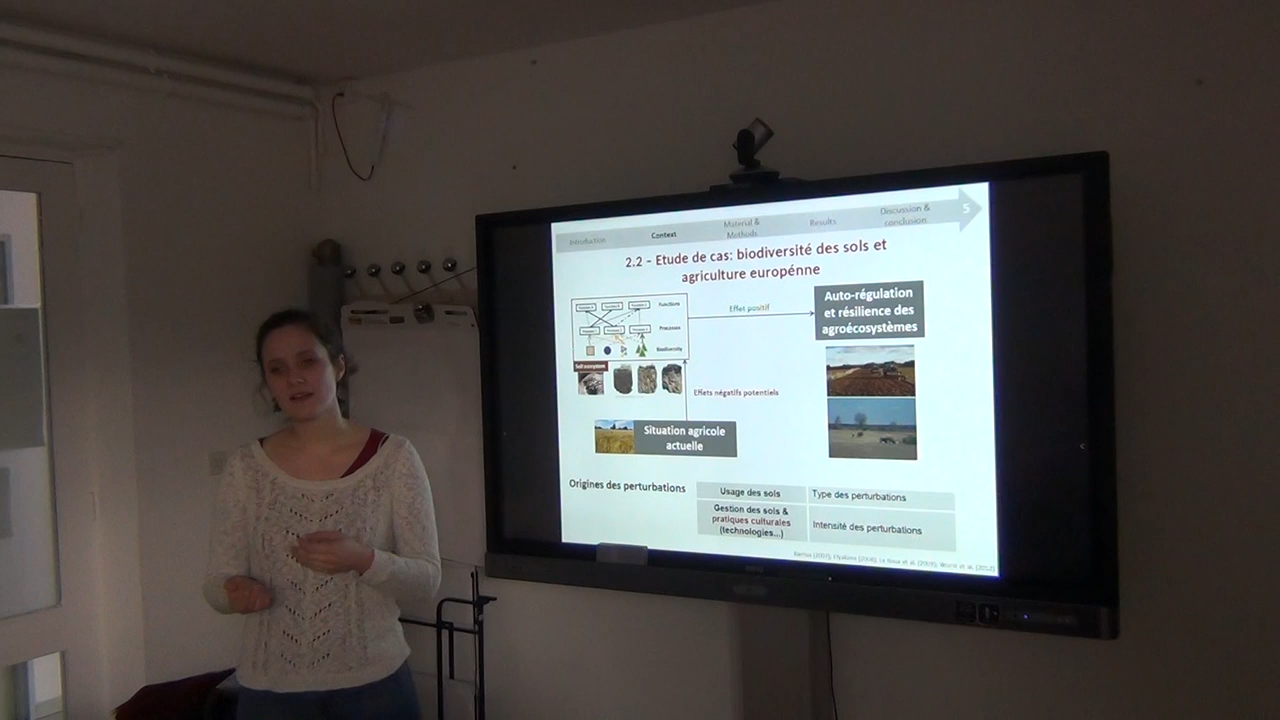 Introduction
Context
Material &
Methods
Results
Discussion &
conclusion
5
2.2 – Etude de cas: biodiversité des sols et
agriculture europénne
Functions
Processes
Biodiversity
Soil ecosystem
Effet positif
Auto-régulation
et résilience des
agroécosystèmes
Effets négatifs potentiels
Situation agricole
actuelle
Origines des perturbations
Usage des sols
Type des perturbations
Gestion des sols &
pratiques culturales
(technologies...)
Intensité des perturbations